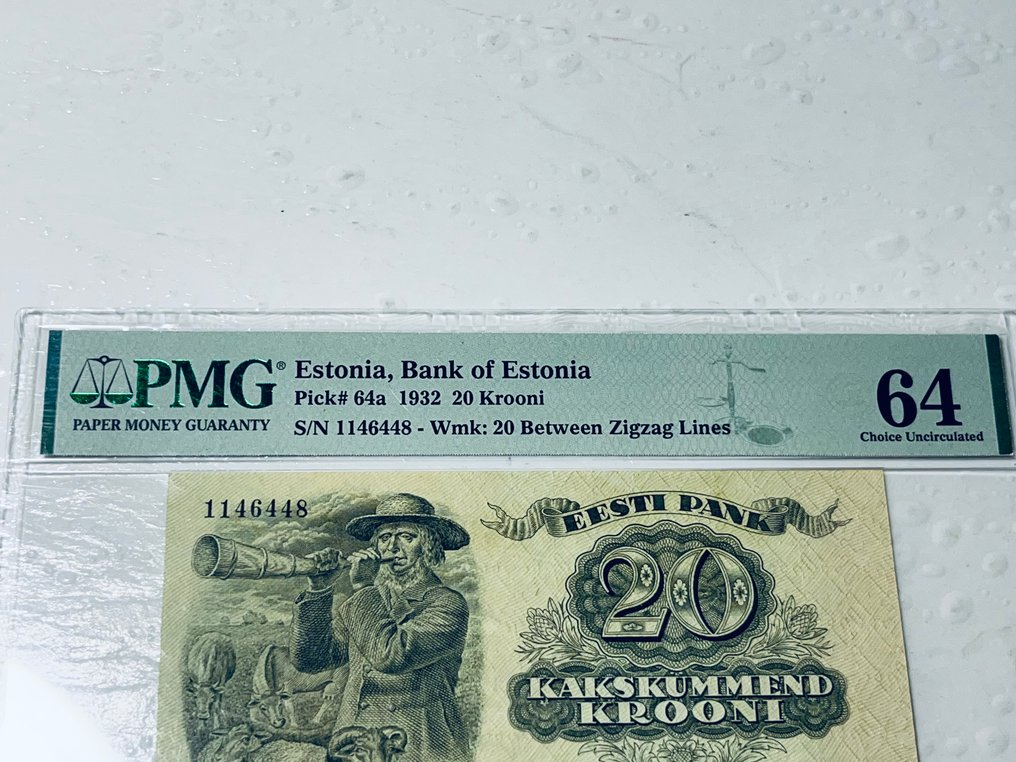 PMG®
PAPER MONEY GUARANTY
Estonia, Bank of Estonia
Pick# 64a 1932 20 Krooni
S/N 1146448 - Wmk: 20 Between Zigzag Lines
64
Choice Uncirculated
1146448
EESTI PANK
20
KAKSKÜMMEND
KROONI